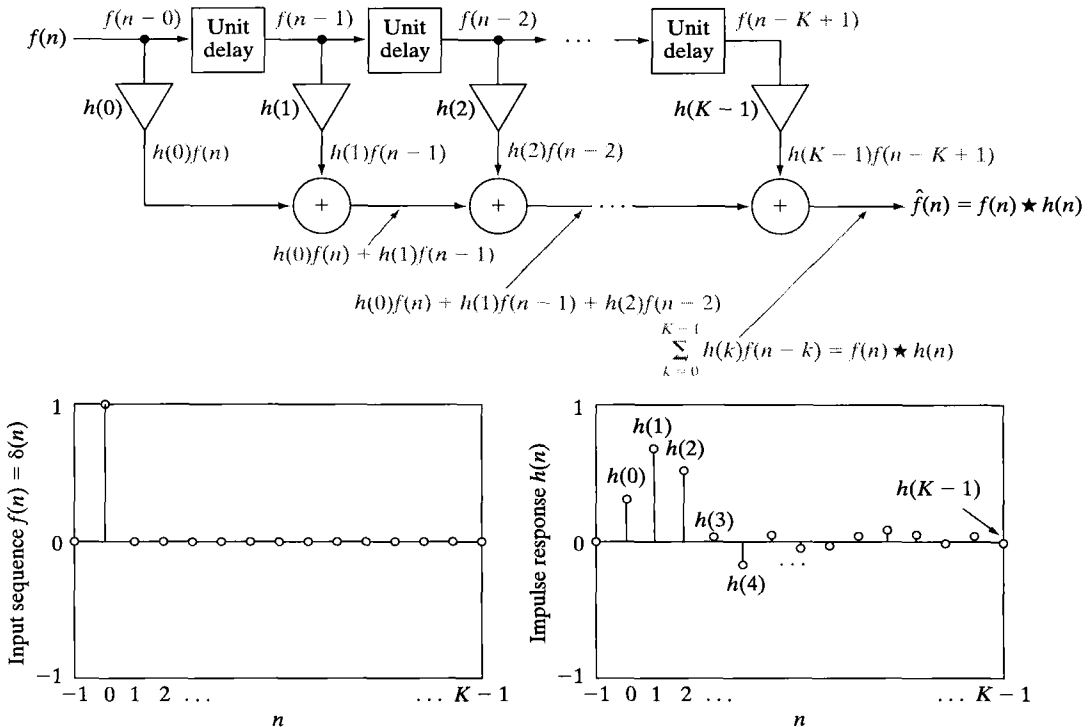 f(n) f(n − 0) Unit delay f(n − 1) Unit delay f(n − 2) ... Unit delay f(n − K + 1)
h(0) h(1) h(2) h(K − 1)
h(0)f(n) h(1)f(n − 1) h(2)f(n − 2) h(K − 1)f(n − K + 1)
+ + ... + f̂(n) = f(n) ★ h(n)
h(0)f(n) + h(1)f(n − 1)
h(0)f(n) + h(1)f(n − 1) + h(2)f(n − 2)
K − 1
∑ h(k)f(n − k) = f(n) ★ h(n)
k = 0
Input sequence f(n) = δ(n)
1
0
−1
−1 0 1 2 ... ... K − 1
n
Impulse response h(n)
1
0
−1
h(0)
h(1)
h(2)
h(3)
h(4)
...
h(K − 1)
−1 0 1 2 ... ... K − 1
n